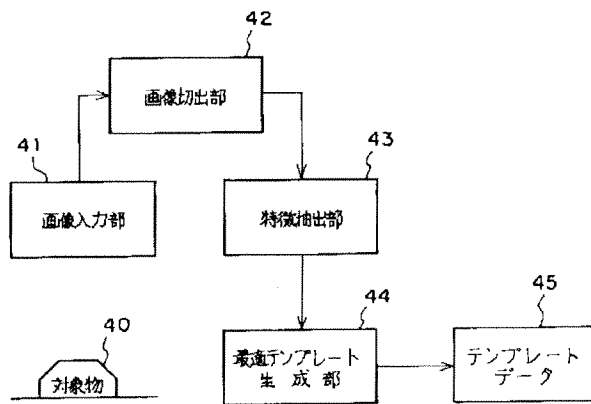 42
画像切出部
41
画像入力部
43
特徴抽出部
40
対象物
44
最適テンプレート
生成部
45
テンプレート
データ